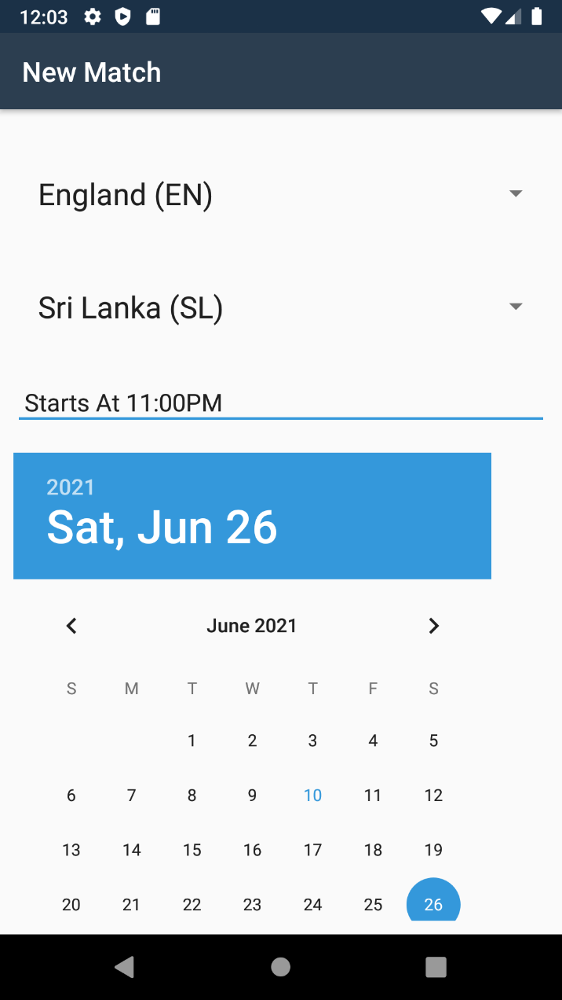 12:03
New Match
England (EN)
Sri Lanka (SL)
Starts At 11:00PM
2021
Sat, Jun 26
June 2021
S M T W T F S
1 2 3 4 5
6 7 8 9 10 11 12
13 14 15 16 17 18 19
20 21 22 23 24 25 26